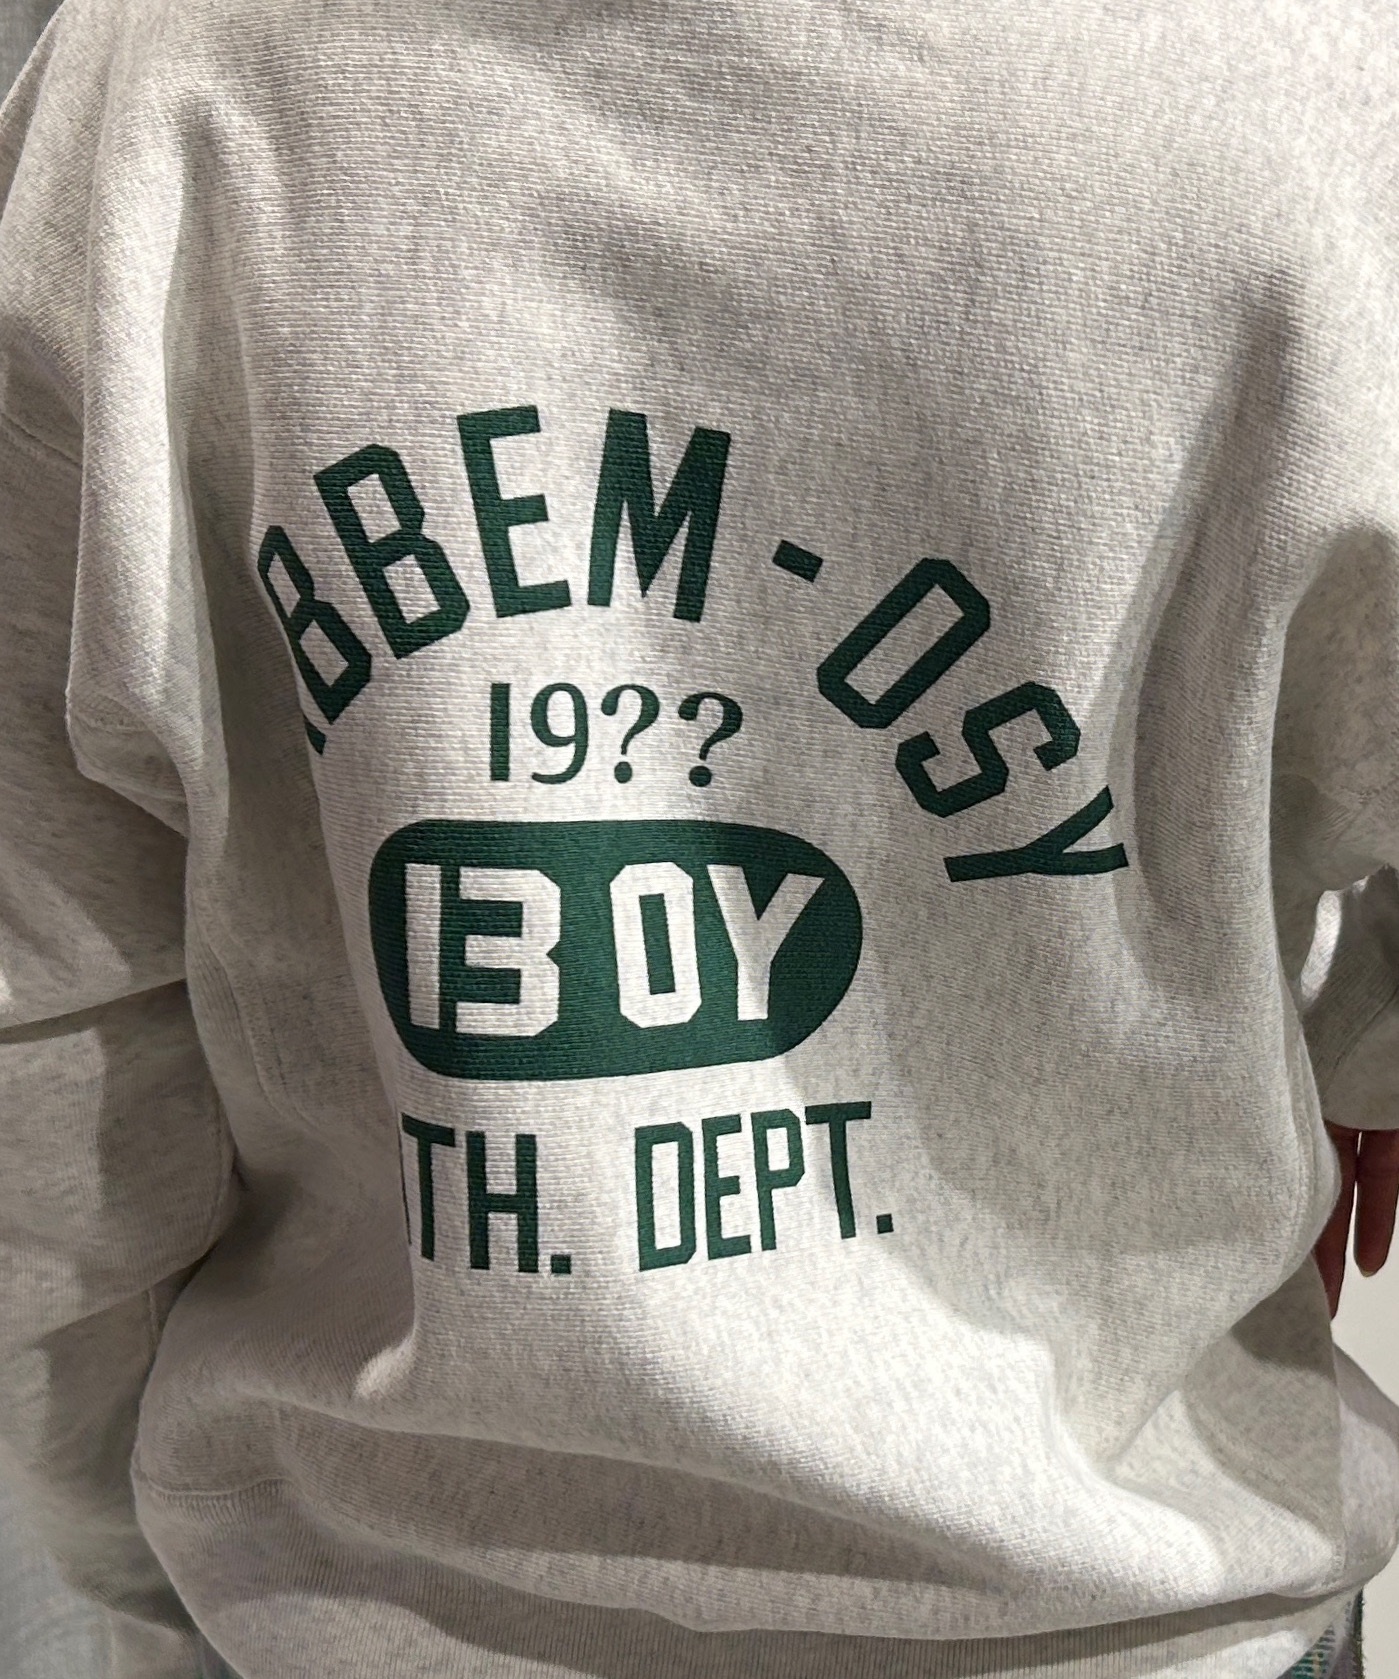 BBEM-OSY
19??
BOY
TH. DEPT.